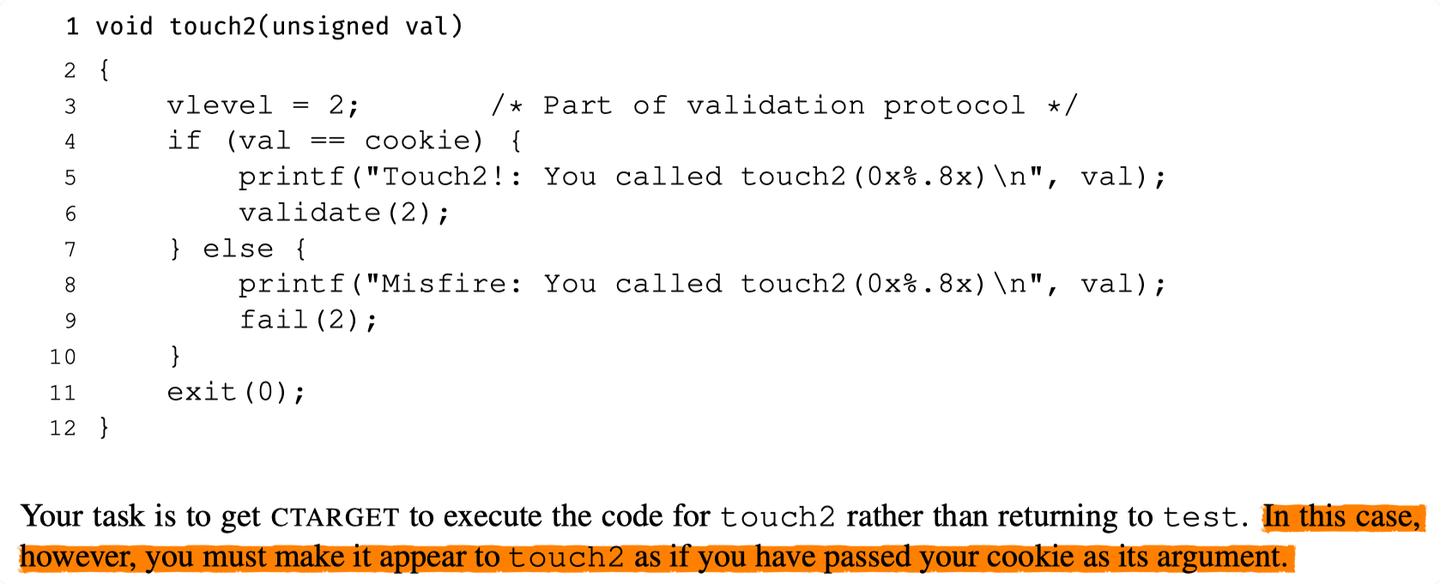 1 void touch2(unsigned val)
2 {
3 vlevel = 2; /* Part of validation protocol */
4 if (val == cookie) {
5 printf("Touch2!: You called touch2(0x%.8x)\n", val);
6 validate(2);
7 } else {
8 printf("Misfire: You called touch2(0x%.8x)\n", val);
9 fail(2);
10 }
11 exit(0);
12 }
Your task is to get CTARGET to execute the code for touch2 rather than returning to test. In this case,
however, you must make it appear to touch2 as if you have passed your cookie as its argument.